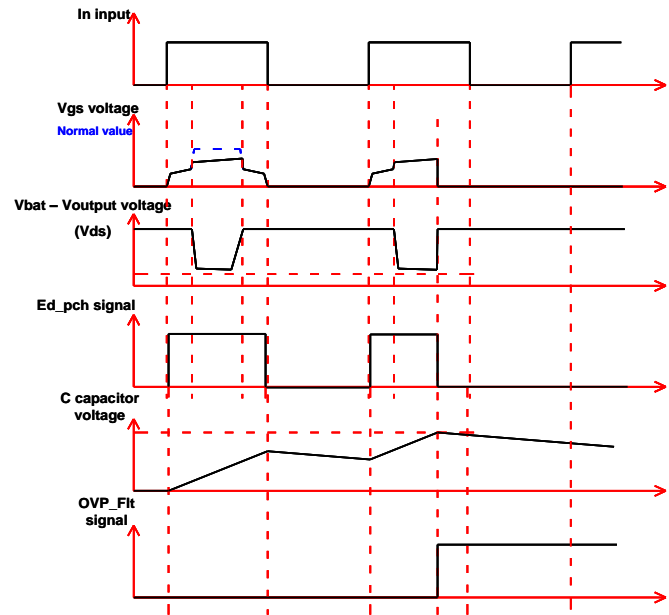 In input
Vgs voltage
Normal value
Vbat – Voutput voltage
(Vds)
Ed_pch signal
C capacitor
voltage
OVP_Flt
signal